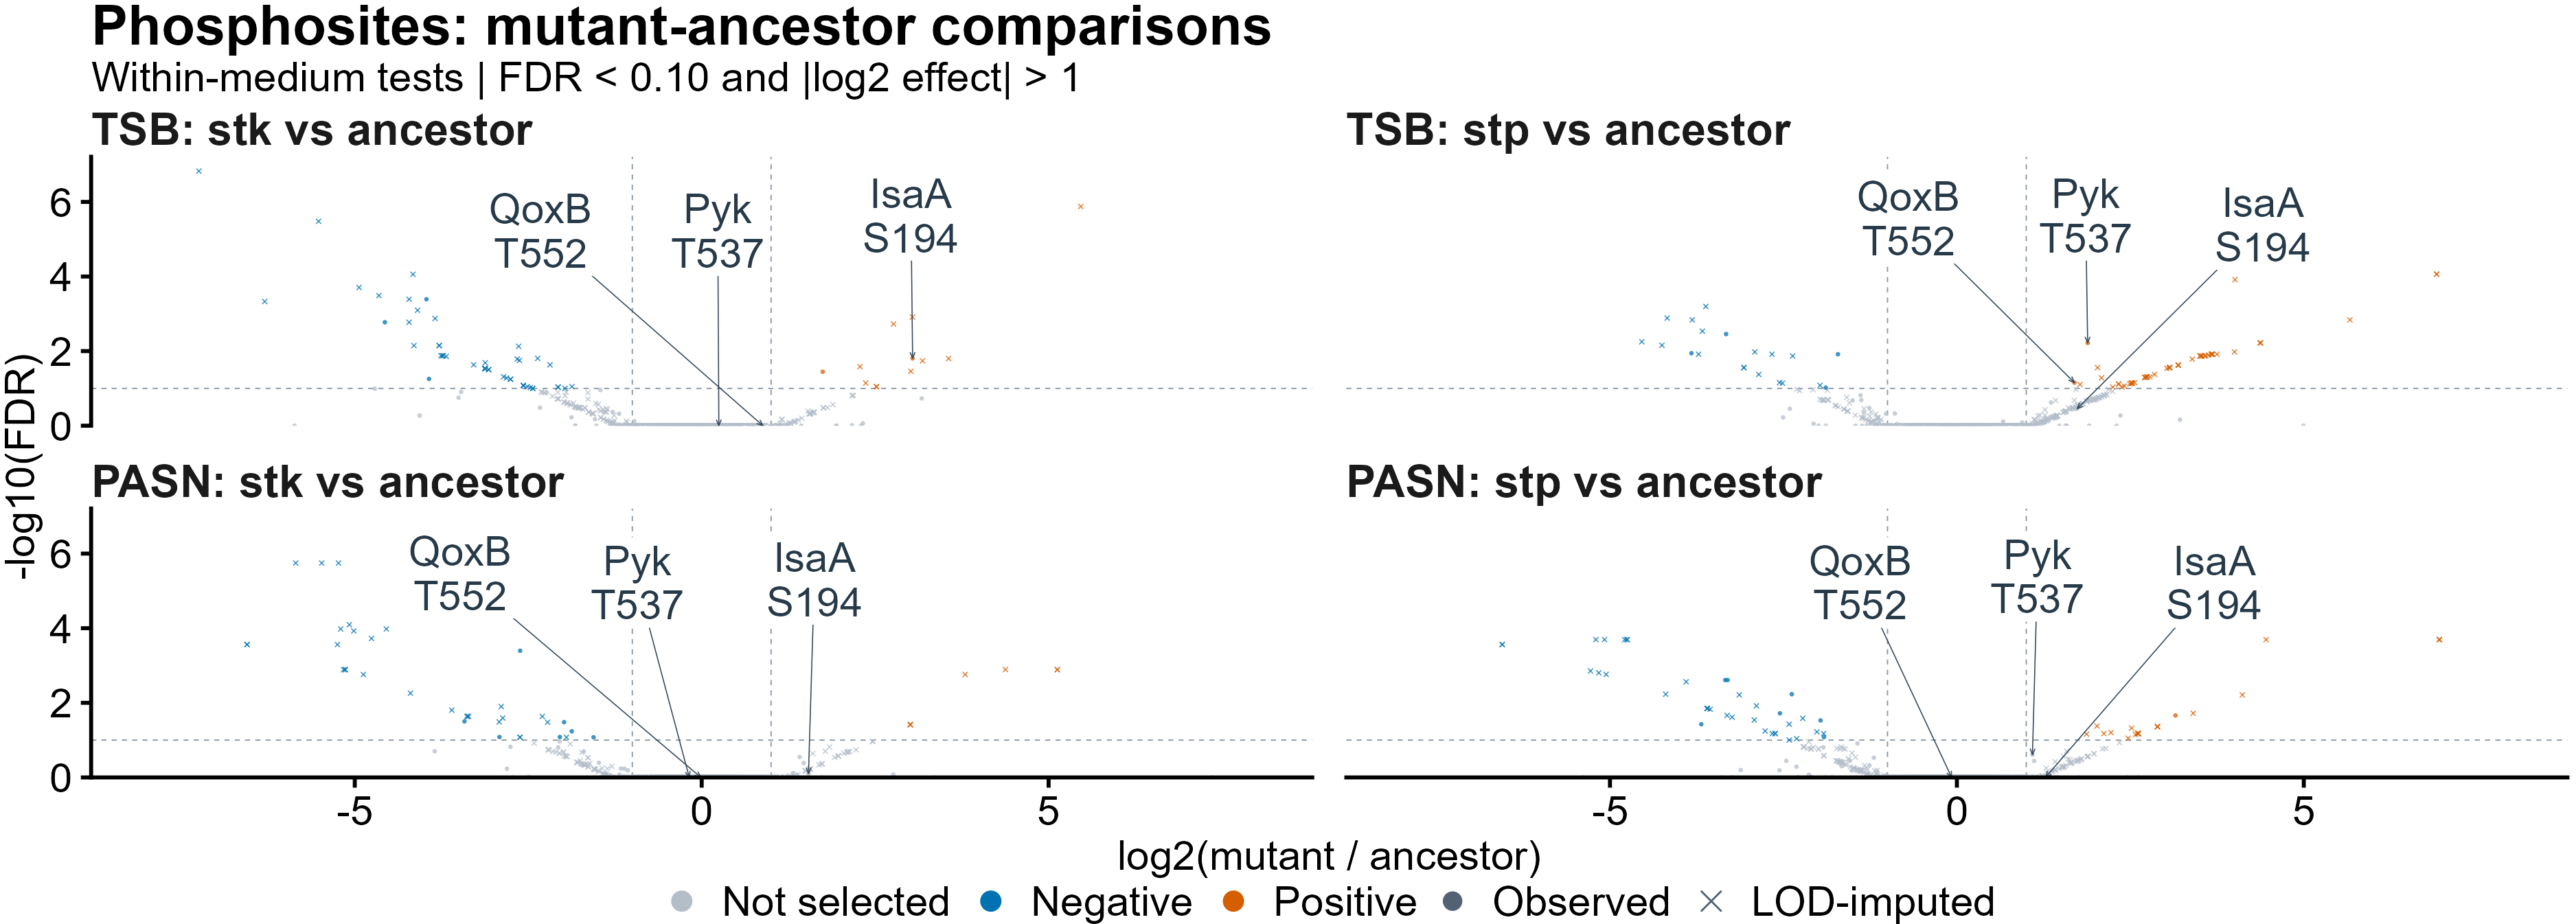 Phosphosites: mutant-ancestor comparisons
Within-medium tests | FDR < 0.10 and |log2 effect| > 1
TSB: stk vs ancestor
QoxB
T552
Pyk
T537
IsaA
S194
6
4
2
0
TSB: stp vs ancestor
QoxB
T552
Pyk
T537
IsaA
S194
-log10(FDR)
PASN: stk vs ancestor
QoxB
T552
Pyk
T537
IsaA
S194
6
4
2
0
-5
0
5
PASN: stp vs ancestor
QoxB
T552
Pyk
T537
IsaA
S194
-5
0
5
log2(mutant / ancestor)
Not selected
Negative
Positive
Observed
LOD-imputed